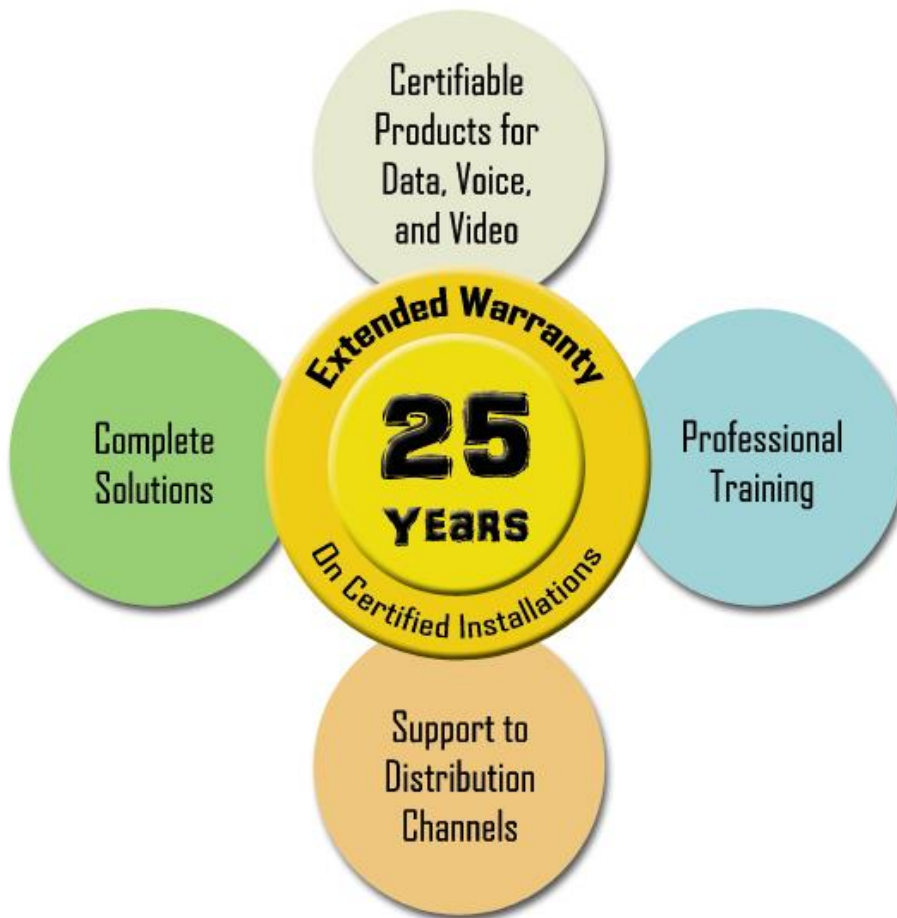 Certifiable
Products for
Data, Voice,
and Video
Extended Warranty
25
YEARS
On Certified Installations
Complete
Solutions
Professional
Training
Support to
Distribution
Channels